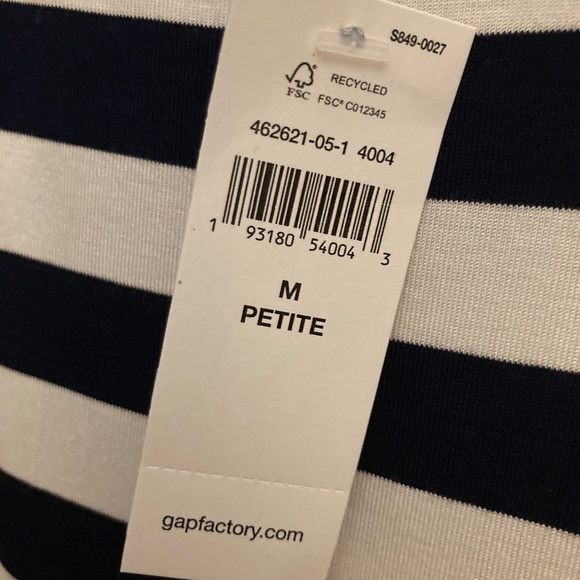 S849-0027
RECYCLED
FSC FSC® C012345
462621-05-1 4004
1 93180 54004 3
M
PETITE
gapfactory.com